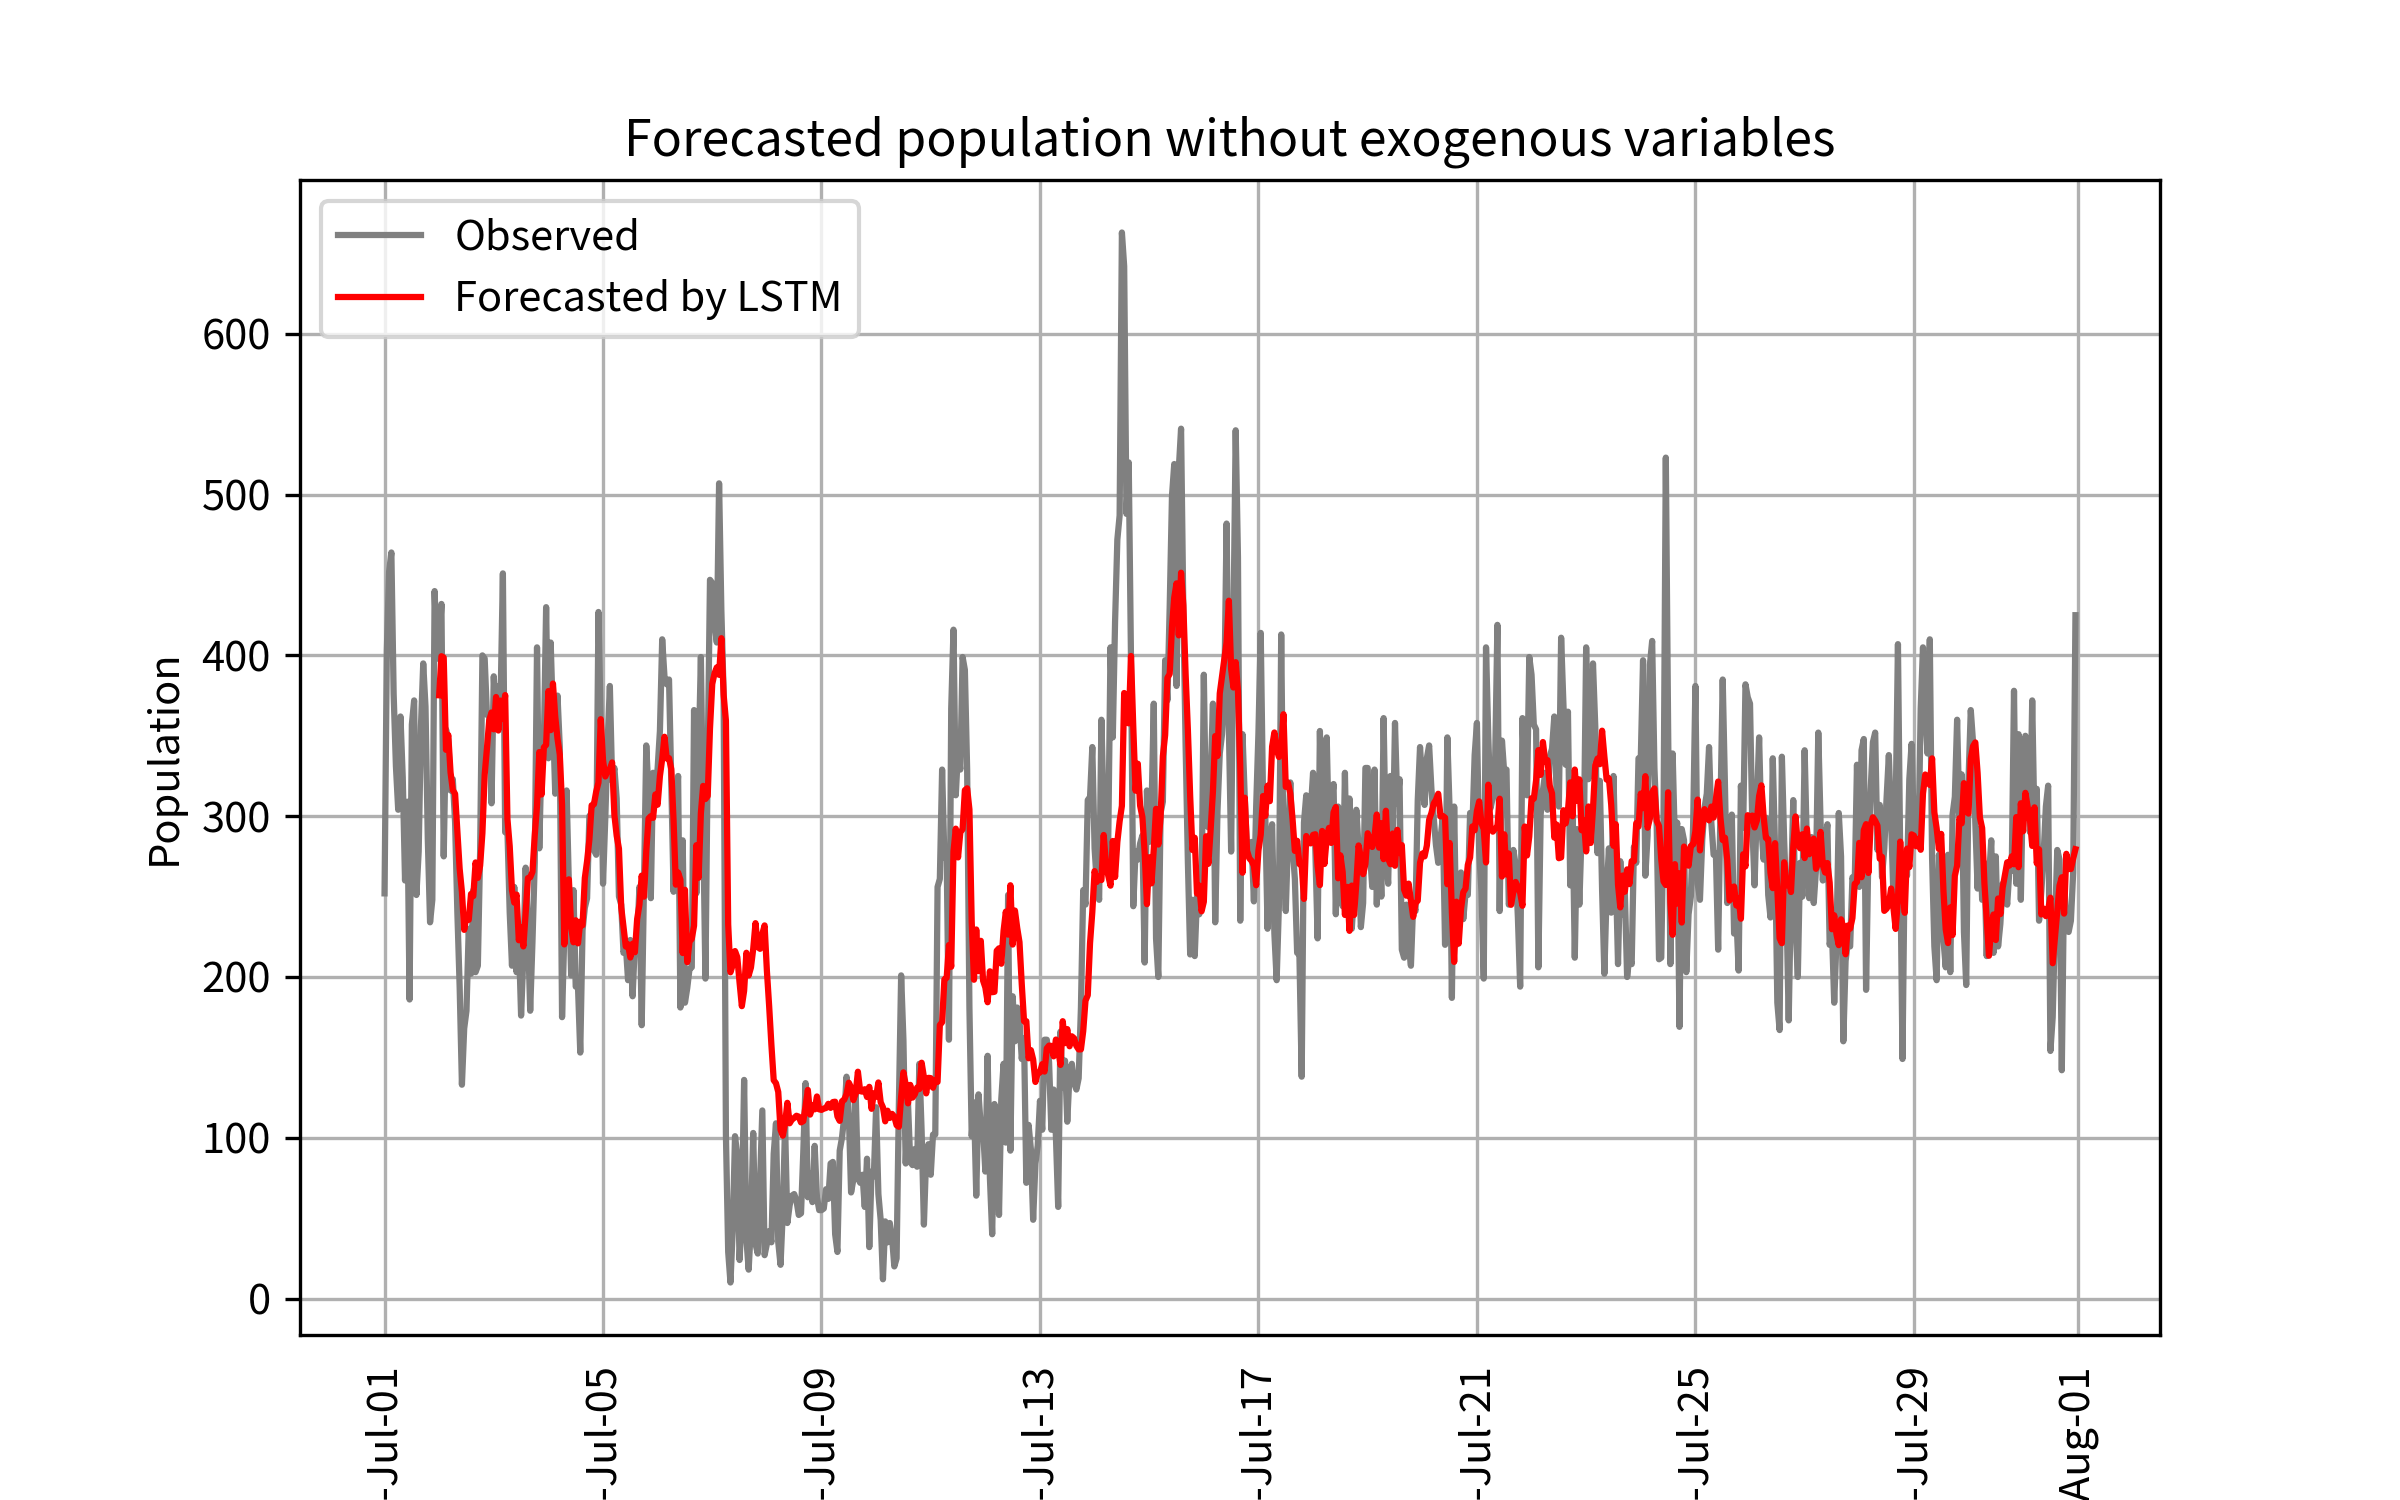 Forecasted population without exogenous variables
Observed
Forecasted by LSTM
Population
600
500
400
300
200
100
0
-Jul-01
-Jul-05
-Jul-09
-Jul-13
-Jul-17
-Jul-21
-Jul-25
-Jul-29
Aug-01